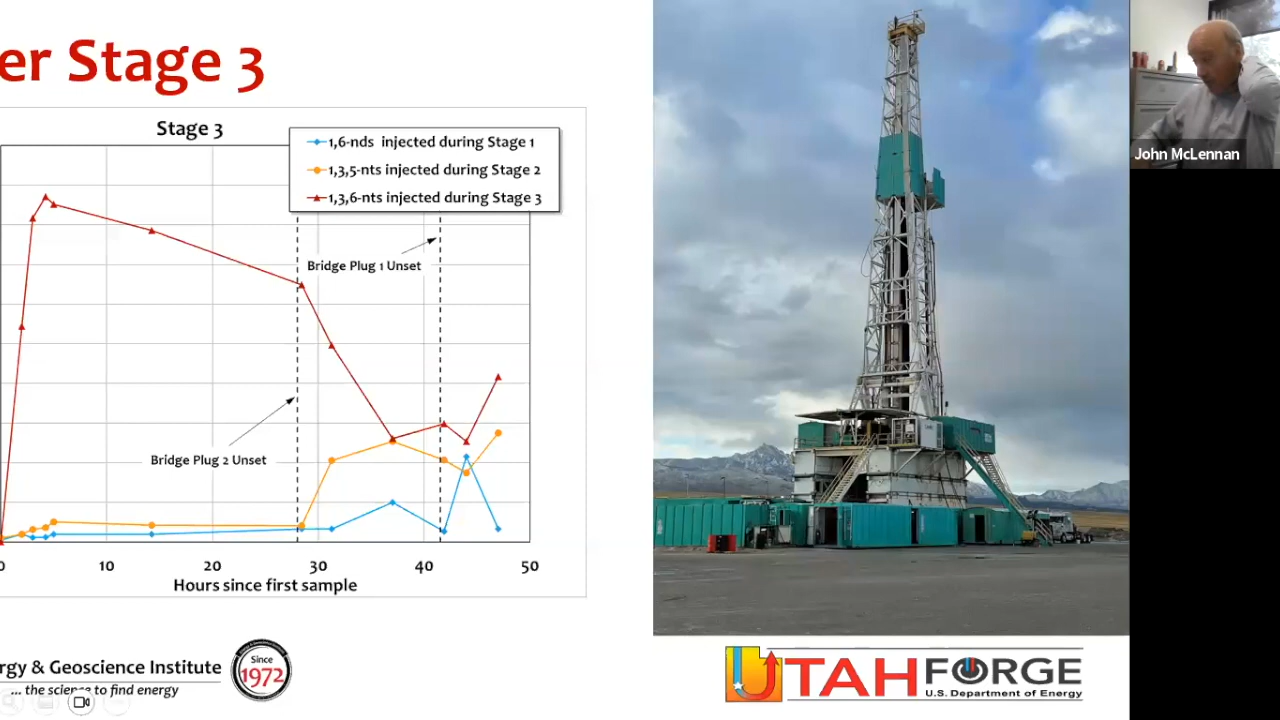 er Stage 3
Stage 3
1,6-nds injected during Stage 1
1,3,5-nts injected during Stage 2
1,3,6-nts injected during Stage 3
Bridge Plug 1 Unset
Bridge Plug 2 Unset
0 10 20 30 40 50
Hours since first sample
rgy & Geoscience Institute
... the science to find energy
Since
1972
UTAH FORGE
U.S. Department of Energy
John McLennan